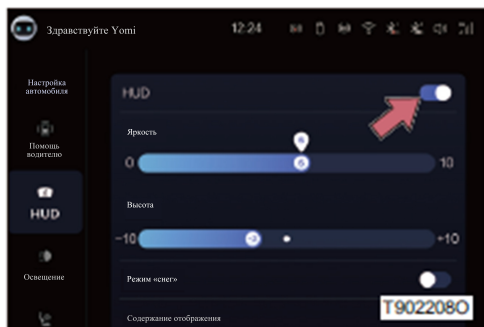 Здравствуйте Yomi
12:24
Настройка
автомобиля
HUD
Яркость
0
10
Помощь
водителю
HUD
Высота
-10
+10
Освещение
Режим «снег»
Содержание отображения
T902208O